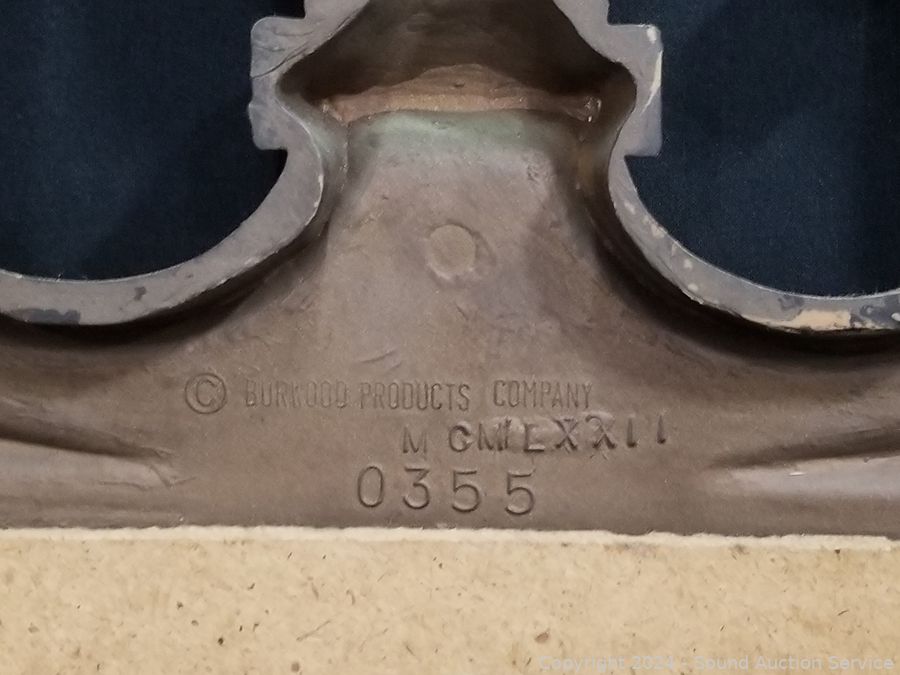 © BURWOOD PRODUCTS COMPANY
MCMLXXII
0355
Copyright 2024 - Sound Auction Service